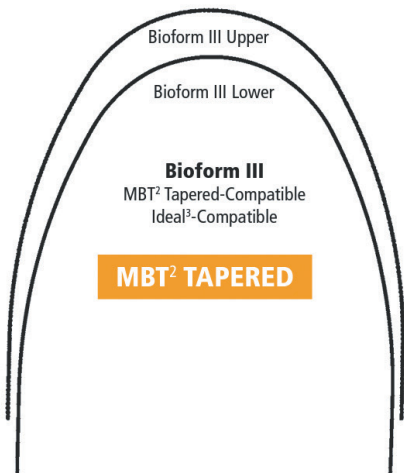 Bioform III Upper
Bioform III Lower
Bioform III
MBT² Tapered-Compatible
Ideal³-Compatible
MBT² TAPERED